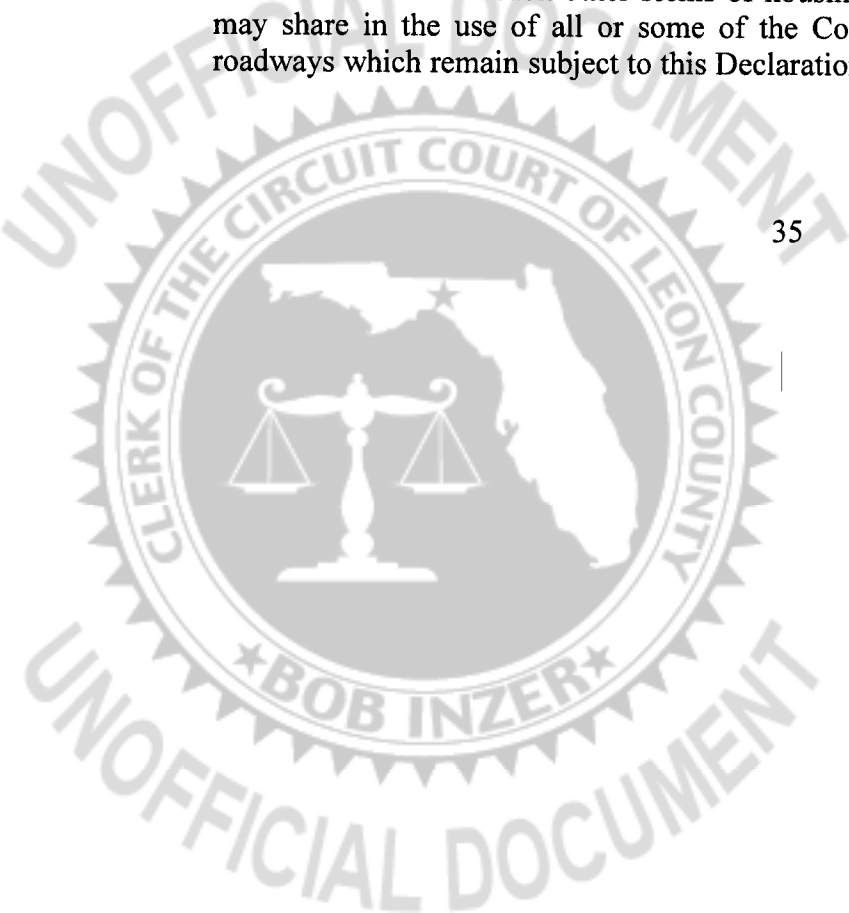 may share in the use of all or some of the Co
roadways which remain subject to this Declaratio
35
UNOFFICIAL DOCUMENT
CLERK OF THE CIRCUIT COURT OF LEON COUNTY
★BOB INZER★
UNOFFICIAL DOCUMENT